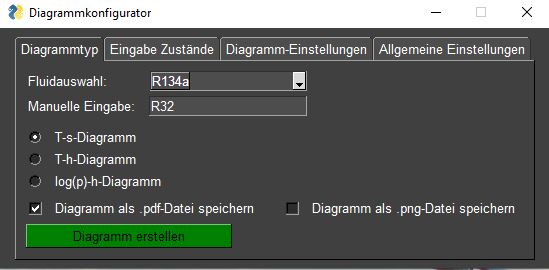 Diagrammkonfigurator
Diagrammtyp Eingabe Zustände Diagramm-Einstellungen Allgemeine Einstellungen
Fluidauswahl: R134a
Manuelle Eingabe: R32
T-s-Diagramm
T-h-Diagramm
log(p)-h-Diagramm
Diagramm als .pdf-Datei speichern Diagramm als .png-Datei speichern
Diagramm erstellen